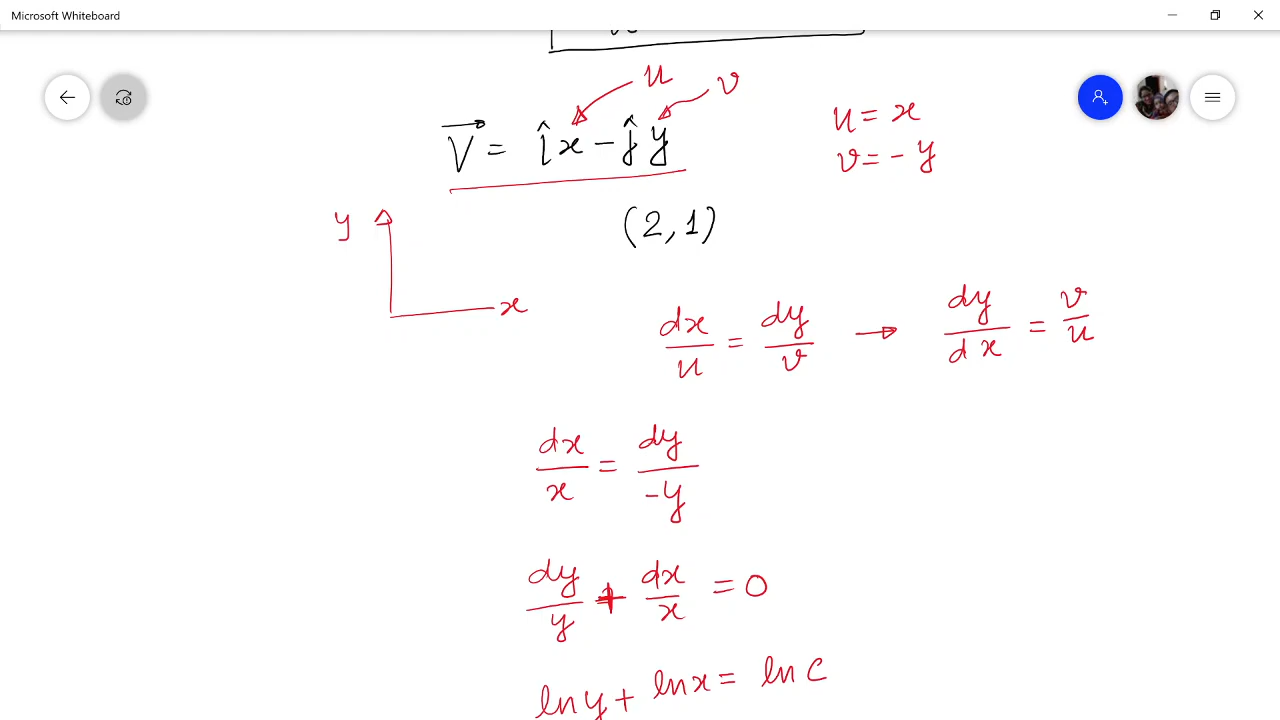 Microsoft Whiteboard
u
v
V⃗ = îx - ĵy
u = x
v = -y
y
x
(2,1)
dx/u = dy/v → dy/dx = v/u
dx/x = dy/-y
dy/y + dx/x = 0
ln y + ln x = ln c